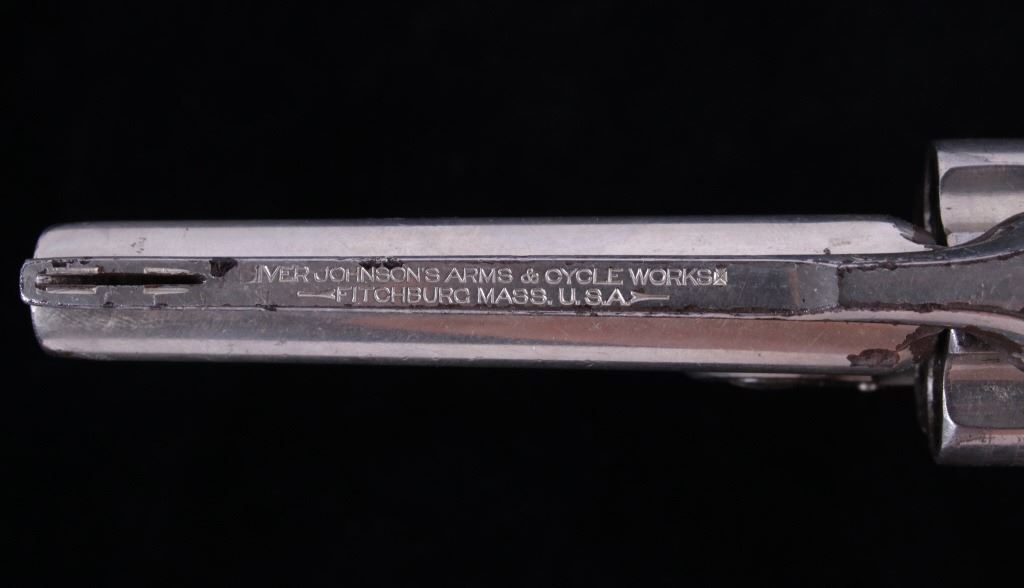 IVER JOHNSON'S ARMS & CYCLE WORKS
FITCHBURG MASS. U.S.A.